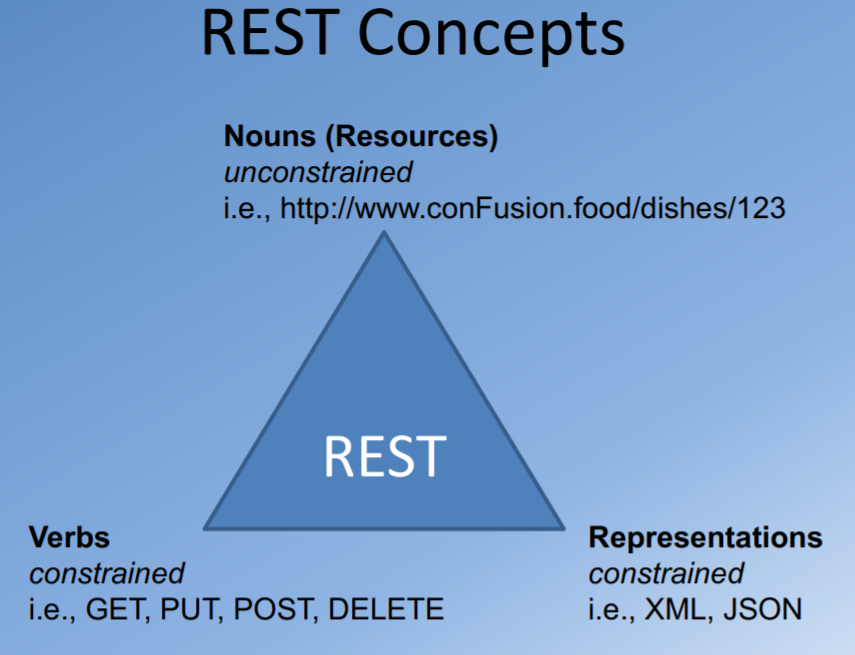 REST Concepts
Nouns (Resources)
unconstrained
i.e., http://www.conFusion.food/dishes/123
REST
Verbs
constrained
i.e., GET, PUT, POST, DELETE
Representations
constrained
i.e., XML, JSON